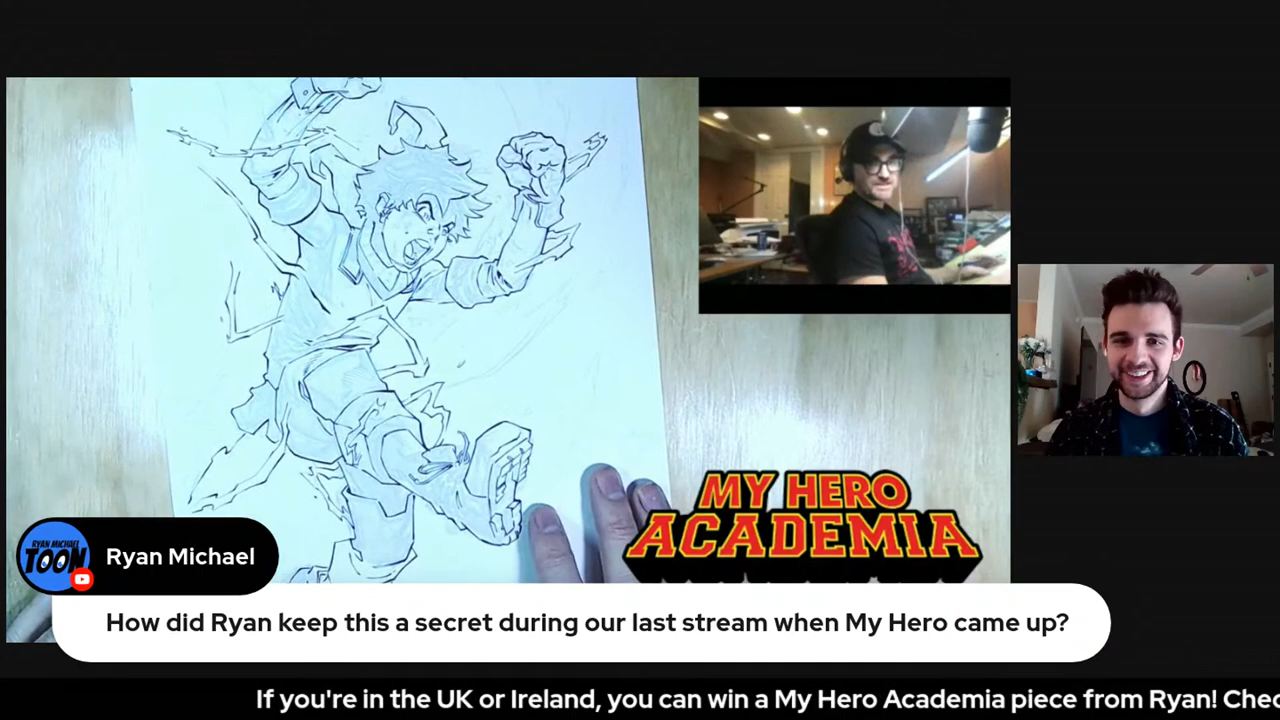 MY HERO
ACADEMIA
RYAN MICHAEL
TOON
Ryan Michael
How did Ryan keep this a secret during our last stream when My Hero came up?
If you're in the UK or Ireland, you can win a My Hero Academia piece from Ryan! Chec